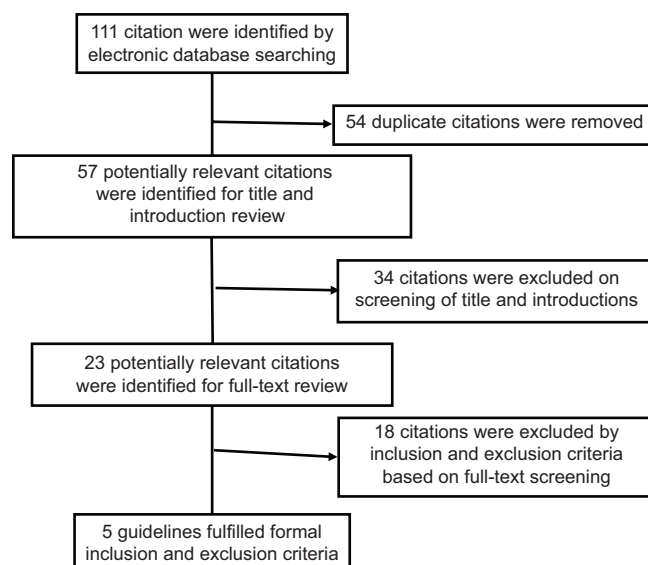 111 citation were identified by
electronic database searching
54 duplicate citations were removed
57 potentially relevant citations
were identified for title and
introduction review
34 citations were excluded on
screening of title and introductions
23 potentially relevant citations
were identified for full-text review
18 citations were excluded by
inclusion and exclusion criteria
based on full-text screening
5 guidelines fulfilled formal
inclusion and exclusion criteria